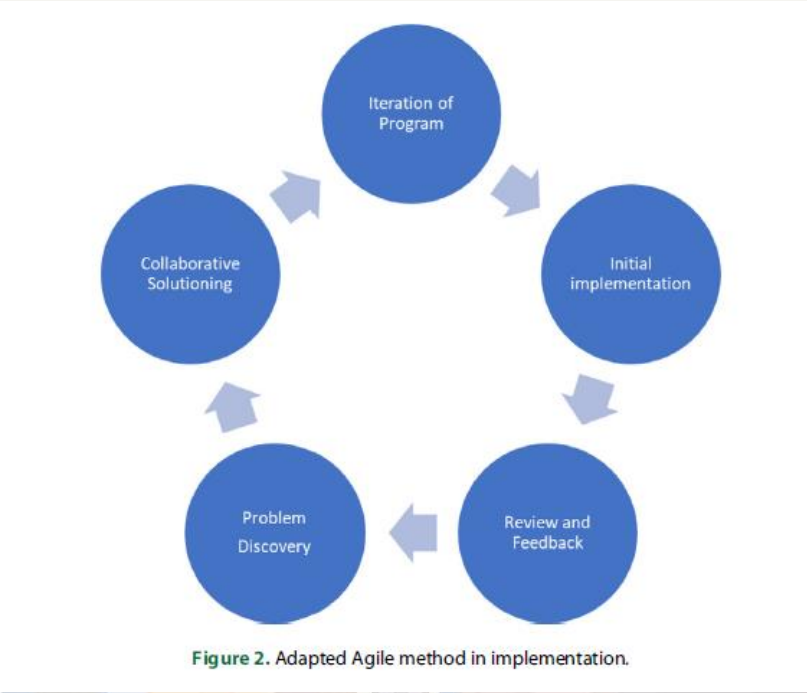 Iteration of
Program
Initial
implementation
Review and
Feedback
Problem
Discovery
Collaborative
Solutioning
Figure 2. Adapted Agile method in implementation.